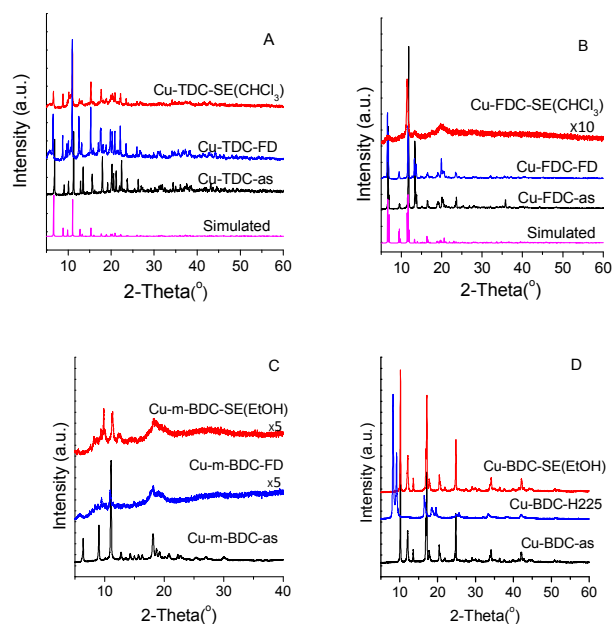 A
Cu-TDC-SE(CHCl₃)
Cu-TDC-FD
Cu-TDC-as
Simulated
Intensity (a.u.)
10 20 30 40 50 60
2-Theta(°)
B
Cu-FDC-SE(CHCl₃)
x10
Cu-FDC-FD
Cu-FDC-as
Simulated
Intensity (a.u.)
10 20 30 40 50 60
2-Theta(°)
C
Cu-m-BDC-SE(EtOH)
x5
Cu-m-BDC-FD
x5
Cu-m-BDC-as
Intensity (a.u.)
10 20 30 40
2-Theta(°)
D
Cu-BDC-SE(EtOH)
Cu-BDC-H225
Cu-BDC-as
Intensity (a.u.)
10 20 30 40 50 60
2-Theta(°)